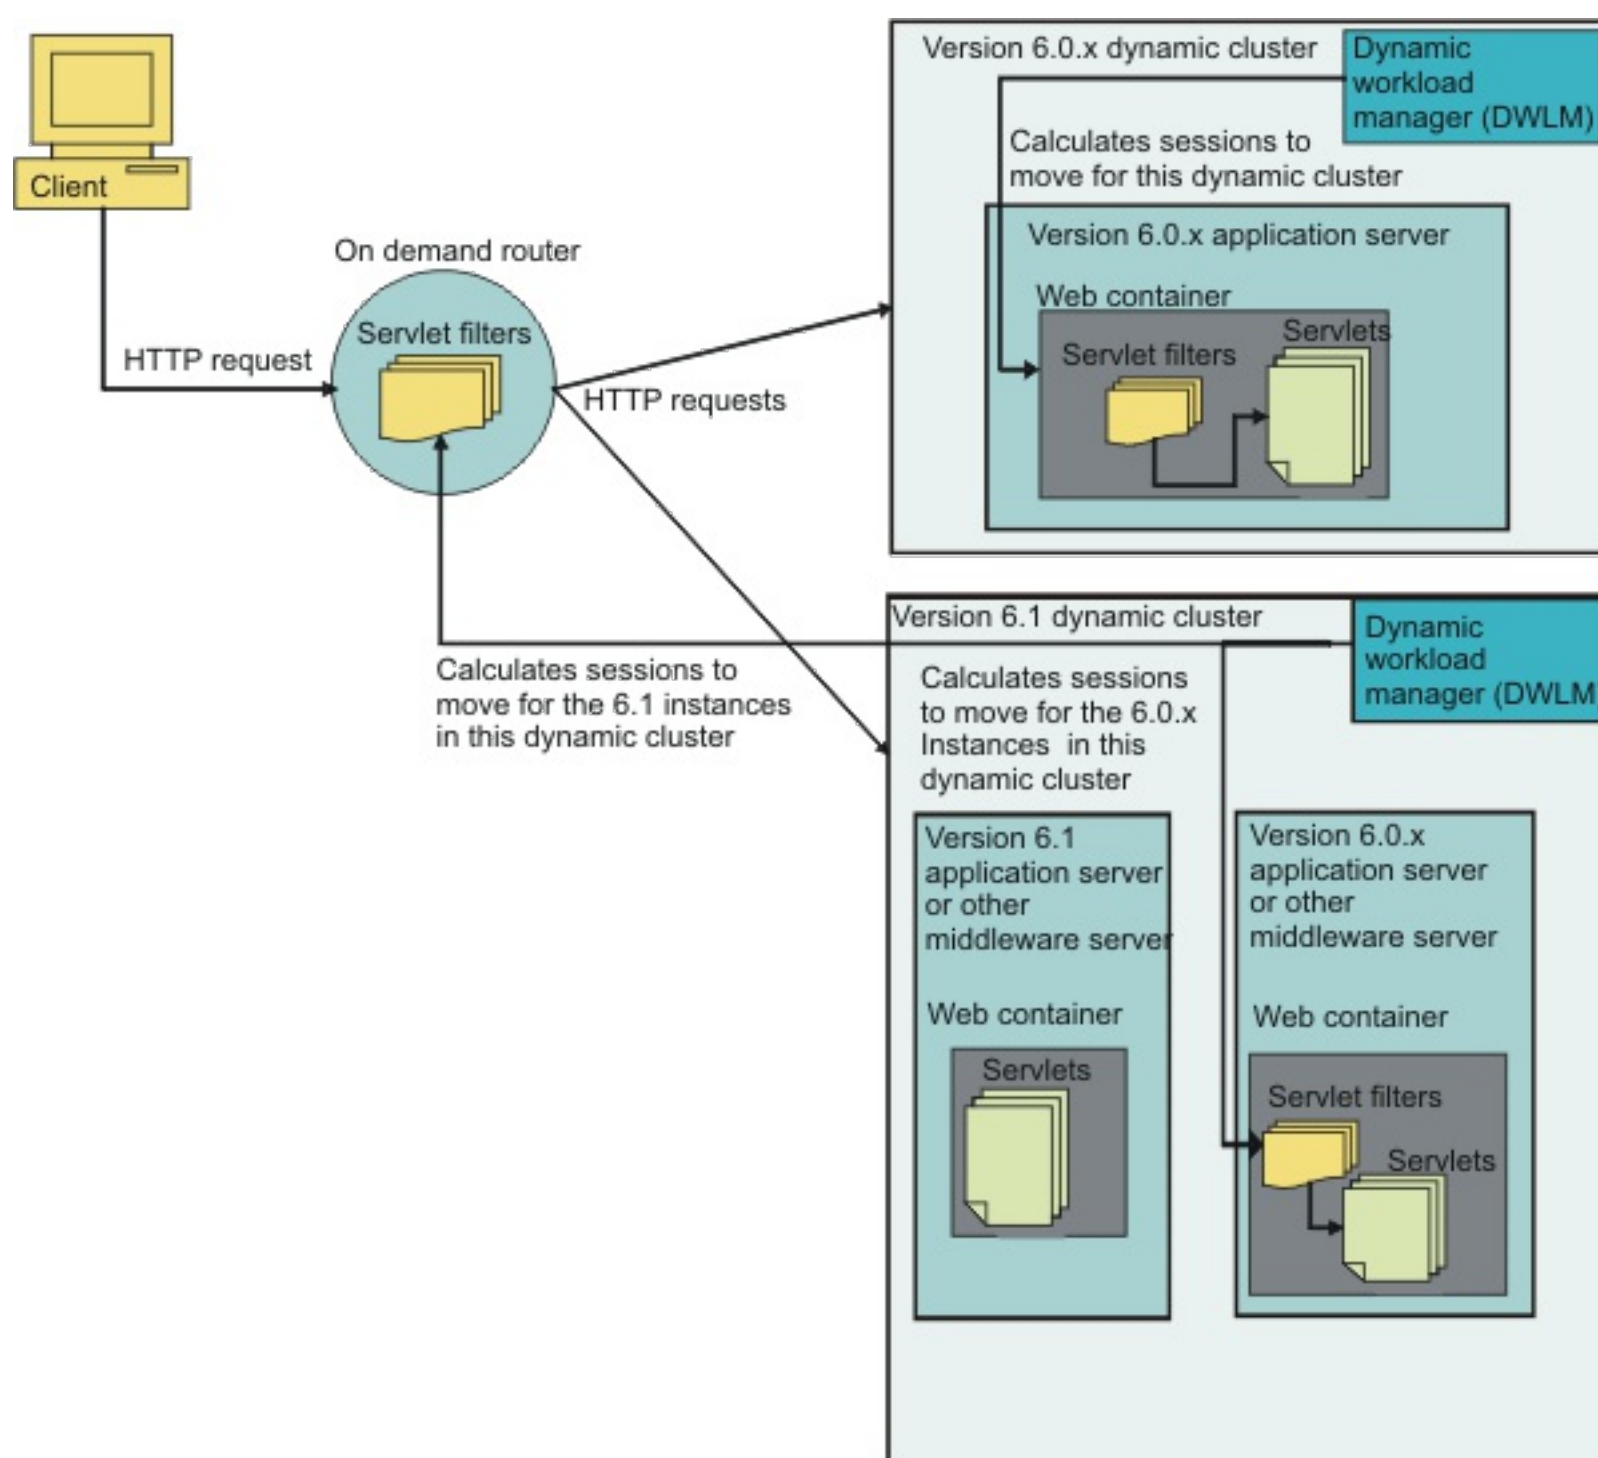 Client
HTTP request
On demand router
Servlet filters
HTTP requests
Version 6.0.x dynamic cluster
Dynamic
workload
manager (DWLM)
Calculates sessions to
move for this dynamic cluster
Version 6.0.x application server
Web container
Servlet filters
Servlets
Version 6.1 dynamic cluster
Dynamic
workload
manager (DWLM)
Calculates sessions to
move for the 6.1 instances
in this dynamic cluster
Calculates sessions
to move for the 6.0.x
Instances in this
dynamic cluster
Version 6.1
application server
or other
middleware server
Web container
Servlets
Version 6.0.x
application server
or other
middleware server
Web container
Servlet filters
Servlets